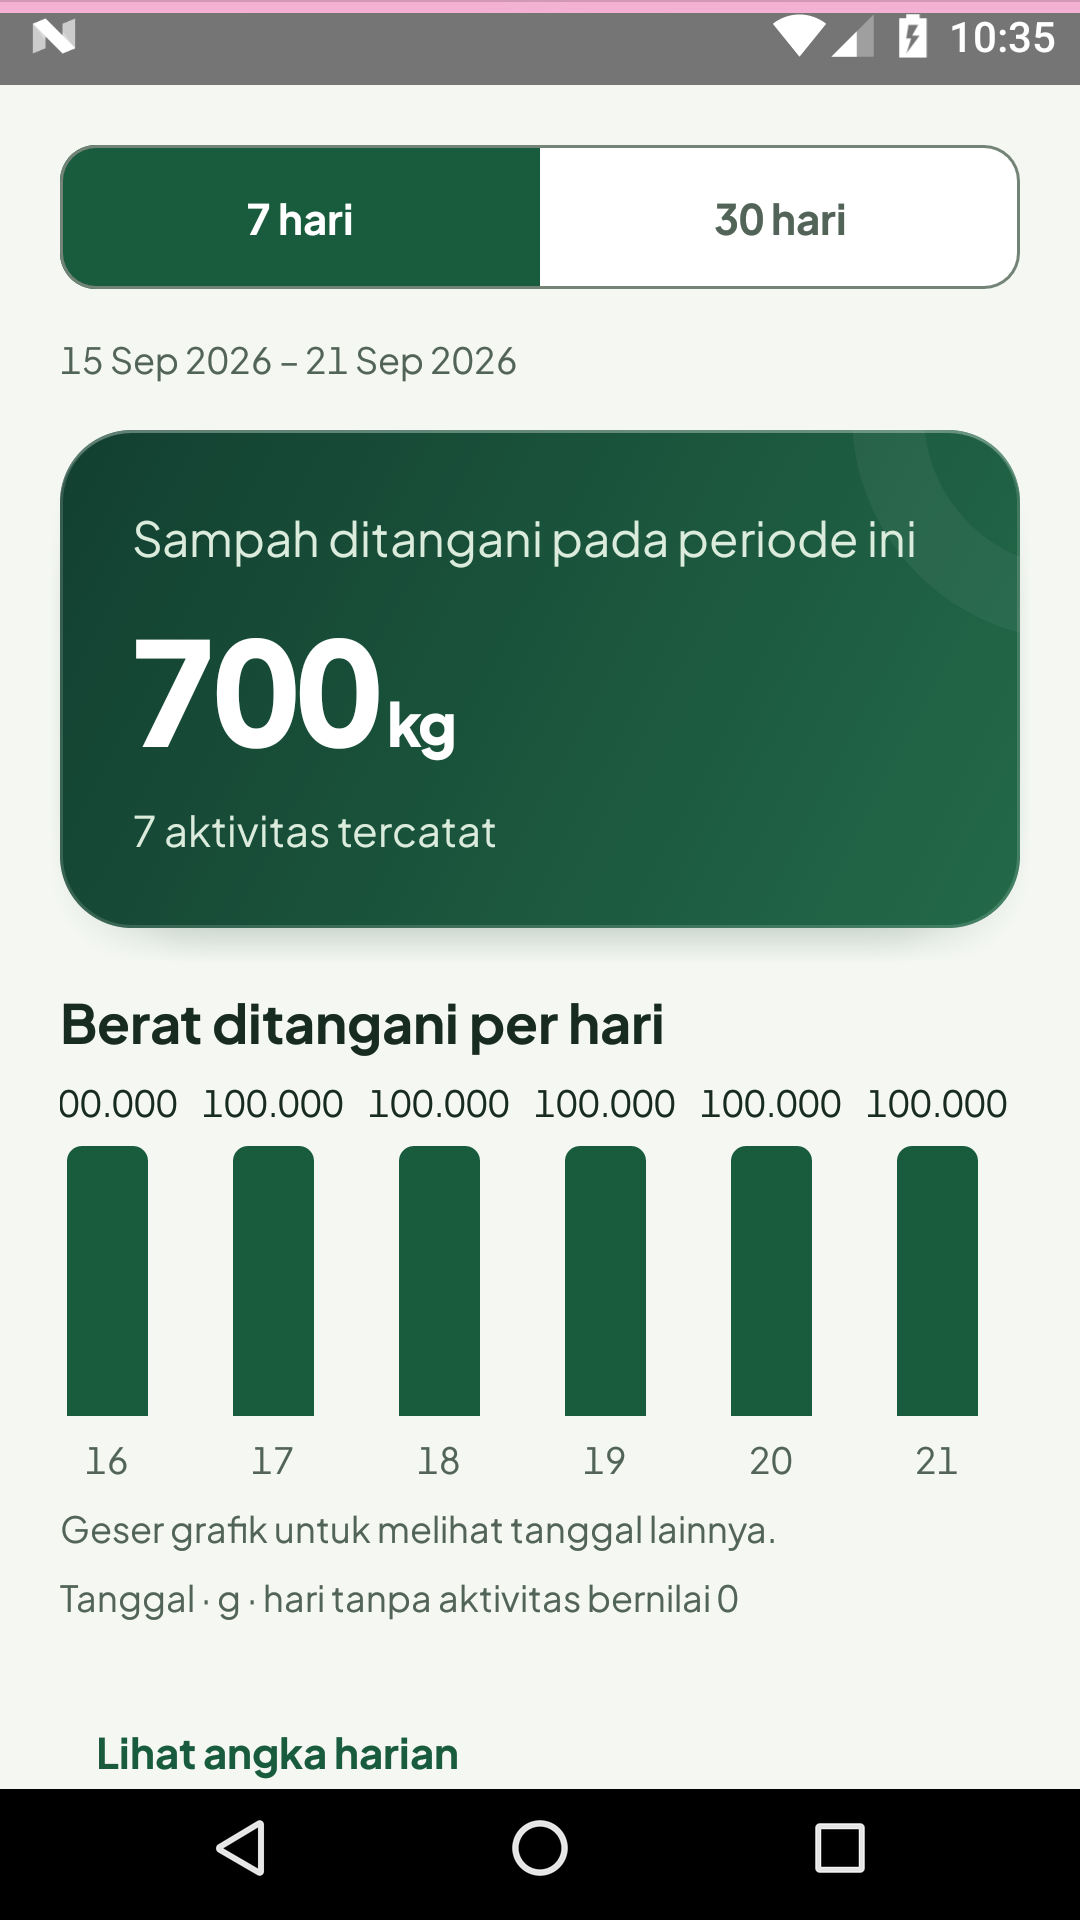 10:35
7 hari
30 hari
15 Sep 2026 – 21 Sep 2026
Sampah ditangani pada periode ini
700 kg
7 aktivitas tercatat
Berat ditangani per hari
00.000 100.000 100.000 100.000 100.000 100.000
16 17 18 19 20 21
Geser grafik untuk melihat tanggal lainnya.
Tanggal · g · hari tanpa aktivitas bernilai 0
Lihat angka harian